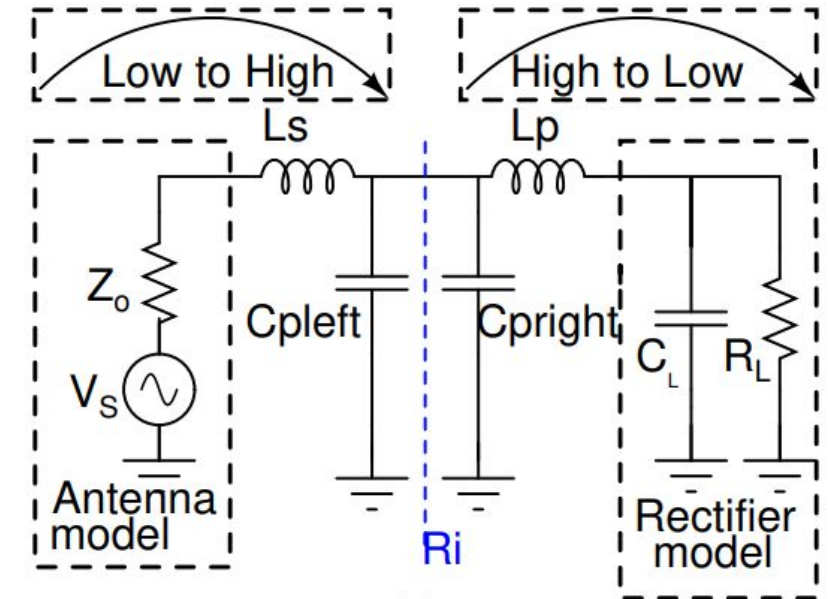 Low to High
High to Low
Ls
Lp
Zo
Cpleft
Cpright
CL
RL
VS
Antenna
model
Ri
Rectifier
model